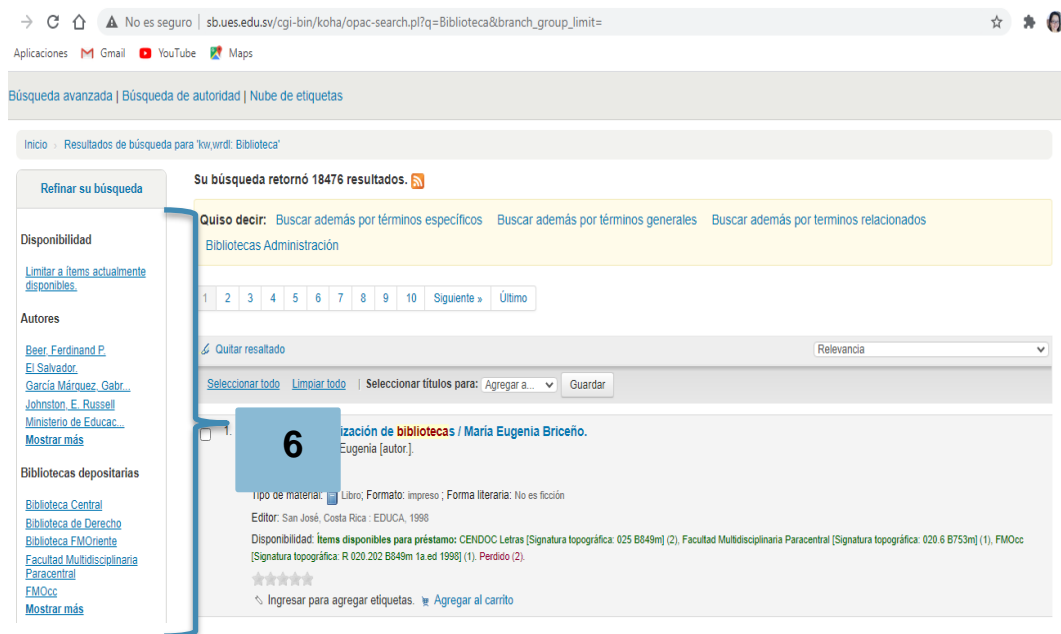 No es seguro | sb.ues.edu.sv/cgi-bin/koha/opac-search.pl?q=Biblioteca&branch_group_limit=
Aplicaciones Gmail YouTube Maps
Búsqueda avanzada | Búsqueda de autoridad | Nube de etiquetas
Inicio › Resultados de búsqueda para 'kw,wrdl: Biblioteca'
Refinar su búsqueda
Disponibilidad
Limitar a ítems actualmente
disponibles.
Autores
Beer, Ferdinand P.
El Salvador.
García Márquez, Gabr...
Johnston, E. Russell
Ministerio de Educac...
Mostrar más
Bibliotecas depositarias
Biblioteca Central
Biblioteca de Derecho
Biblioteca FMOriente
Facultad Multidisciplinaria
Paracentral
FMOcc
Mostrar más
Su búsqueda retornó 18476 resultados.
Quiso decir: Buscar además por términos específicos Buscar además por términos generales Buscar además por terminos relacionados
Bibliotecas Administración
1 2 3 4 5 6 7 8 9 10 Siguiente » Último
Quitar resaltado Relevancia
Seleccionar todo Limpiar todo | Seleccionar títulos para: Agregar a... Guardar
6
1. ización de bibliotecas / María Eugenia Briceño.
Eugenia [autor.].
Tipo de material: Libro; Formato: impreso ; Forma literaria: No es ficción
Editor: San José, Costa Rica : EDUCA, 1998
Disponibilidad: Ítems disponibles para préstamo: CENDOC Letras [Signatura topográfica: 025 B849m] (2), Facultad Multidisciplinaria Paracentral [Signatura topográfica: 020.6 B753m] (1), FMOcc
[Signatura topográfica: R 020.202 B849m 1a.ed 1998] (1). Perdido (2).
Ingresar para agregar etiquetas. Agregar al carrito